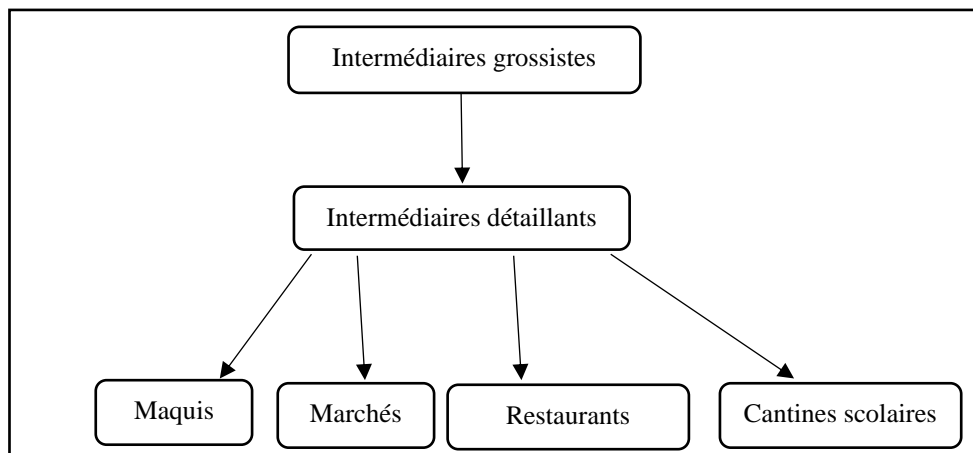 Intermédiaires grossistes
Intermédiaires détaillants
Maquis
Marchés
Restaurants
Cantines scolaires